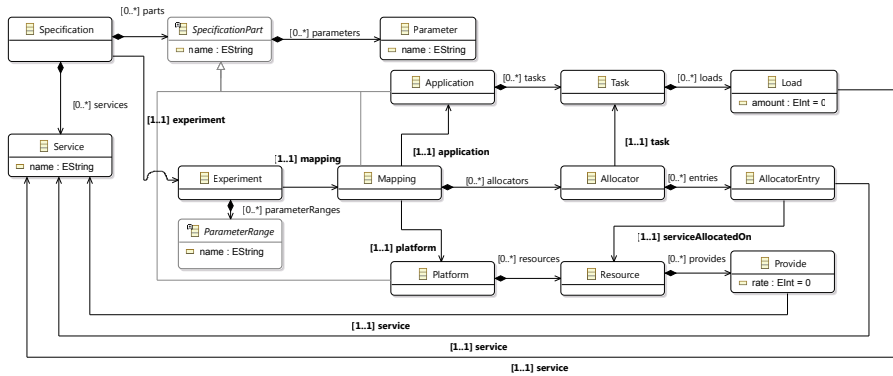 [0..*] parts
Specification
SpecificationPart
name : EString
[0..*] parameters
Parameter
name : EString
[0..*] services
[1..1] experiment
Application
[0..*] tasks
Task
[0..*] loads
Load
amount : EInt = 0
Service
name : EString
[1..1] mapping
[1..1] application
[1..1] task
Experiment
Mapping
[0..*] allocators
Allocator
[0..*] entries
AllocatorEntry
[0..*] parameterRanges
ParameterRange
name : EString
[1..1] platform
[1..1] serviceAllocatedOn
Platform
[0..*] resources
Resource
[0..*] provides
Provide
rate : EInt = 0
[1..1] service
[1..1] service
[1..1] service